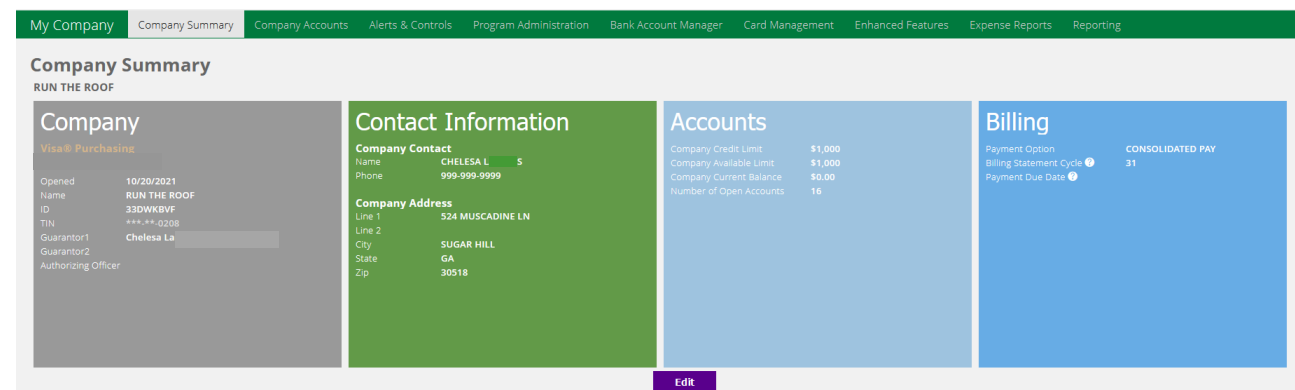 My Company Company Summary Company Accounts Alerts & Controls Program Administration Bank Account Manager Card Management Enhanced Features Expense Reports Reporting
Company Summary
RUN THE ROOF
Company
Visa® Purchasing
Opened 10/20/2021
Name RUN THE ROOF
ID 33DWKBVF
TIN ***-**-0208
Guarantor1 Chelesa La
Guarantor2
Authorizing Officer
Contact Information
Company Contact
Name CHELESA L S
Phone 999-999-9999
Company Address
Line 1 524 MUSCADINE LN
Line 2
City SUGAR HILL
State GA
Zip 30518
Accounts
Company Credit Limit $1,000
Company Available Limit $1,000
Company Current Balance $0.00
Number of Open Accounts 16
Billing
Payment Option CONSOLIDATED PAY
Billing Statement Cycle ? 31
Payment Due Date ?
Edit